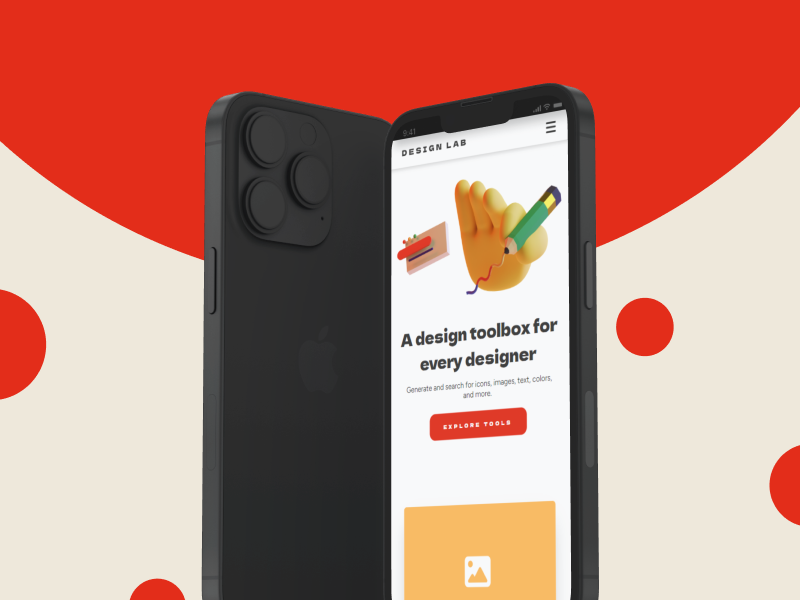 9:41
DESIGN LAB
A design toolbox for
every designer
Generate and search for icons, images, text, colors,
and more.
EXPLORE TOOLS